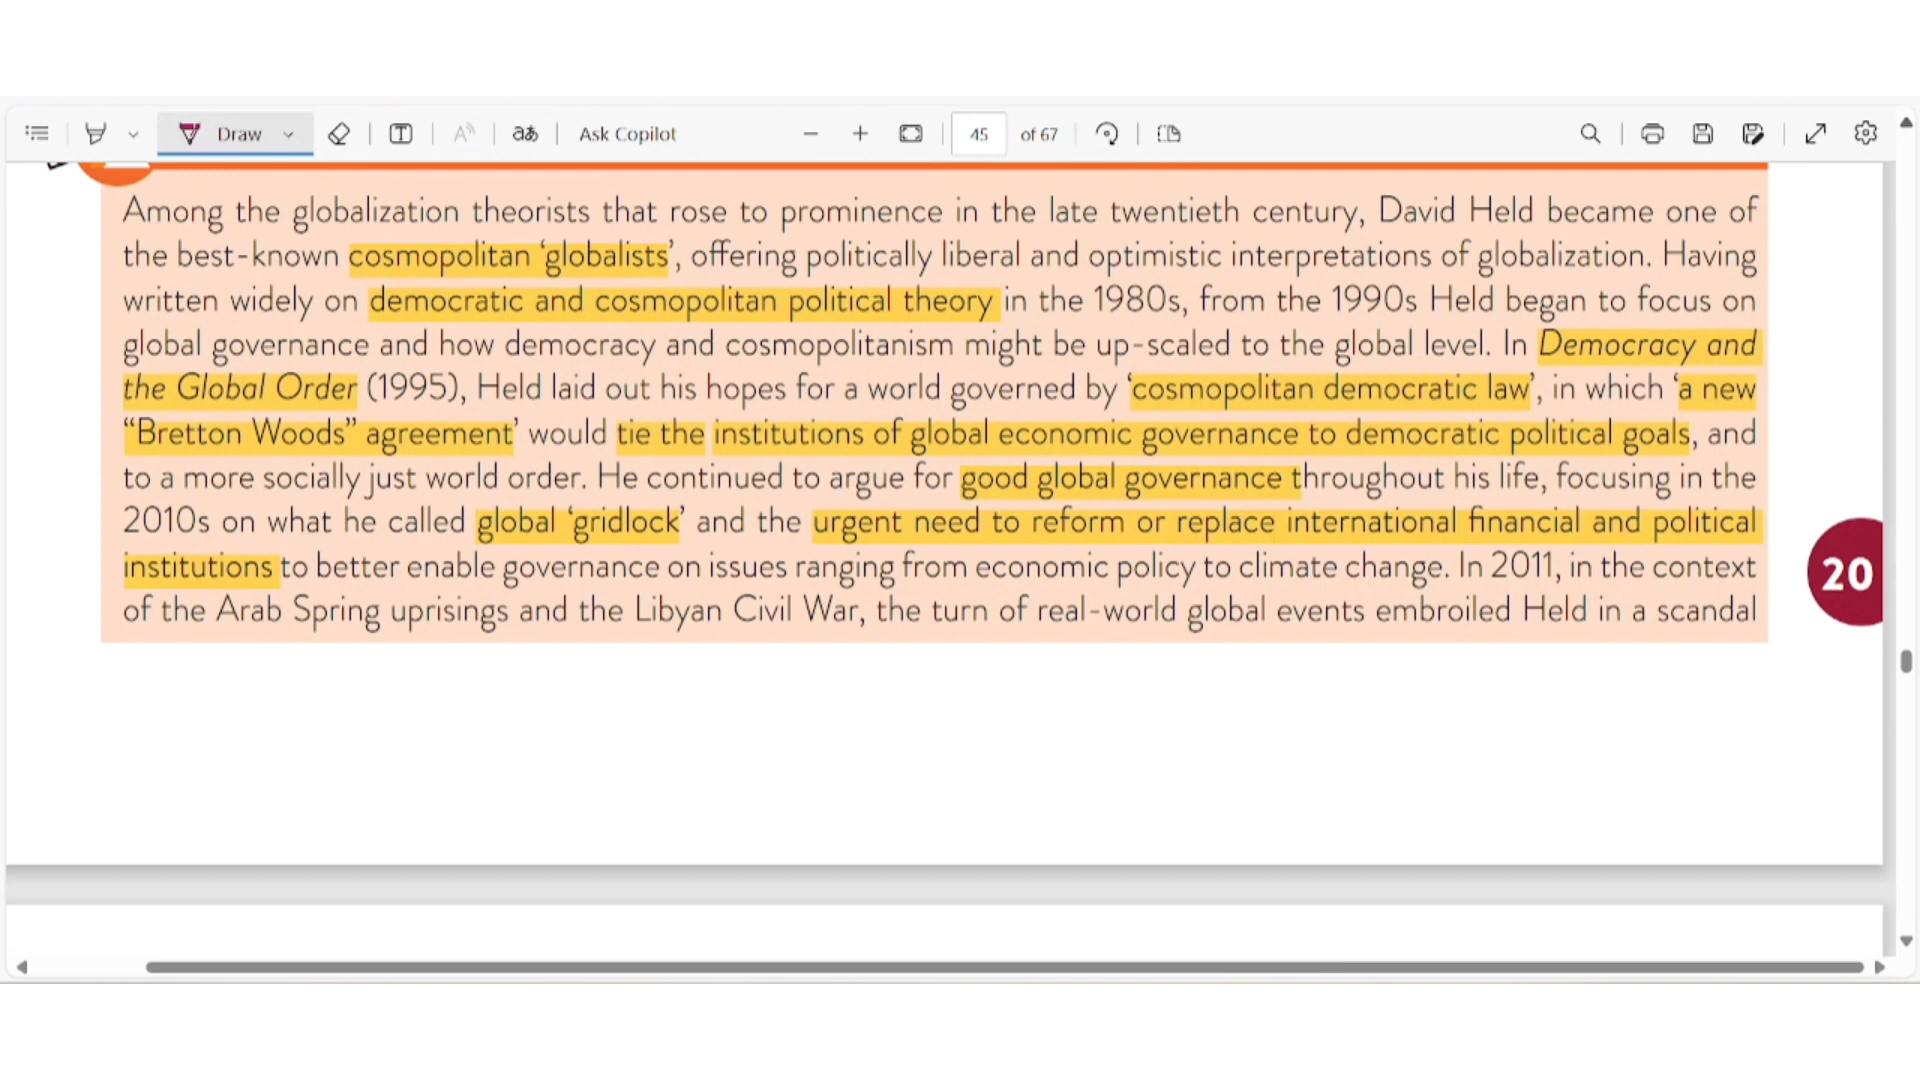 Draw
Ask Copilot
45 of 67
Among the globalization theorists that rose to prominence in the late twentieth century, David Held became one of
the best-known cosmopolitan ‘globalists’, offering politically liberal and optimistic interpretations of globalization. Having
written widely on democratic and cosmopolitan political theory in the 1980s, from the 1990s Held began to focus on
global governance and how democracy and cosmopolitanism might be up-scaled to the global level. In Democracy and
the Global Order (1995), Held laid out his hopes for a world governed by ‘cosmopolitan democratic law’, in which ‘a new
“Bretton Woods” agreement’ would tie the institutions of global economic governance to democratic political goals, and
to a more socially just world order. He continued to argue for good global governance throughout his life, focusing in the
2010s on what he called global ‘gridlock’ and the urgent need to reform or replace international financial and political
institutions to better enable governance on issues ranging from economic policy to climate change. In 2011, in the context
of the Arab Spring uprisings and the Libyan Civil War, the turn of real-world global events embroiled Held in a scandal
20